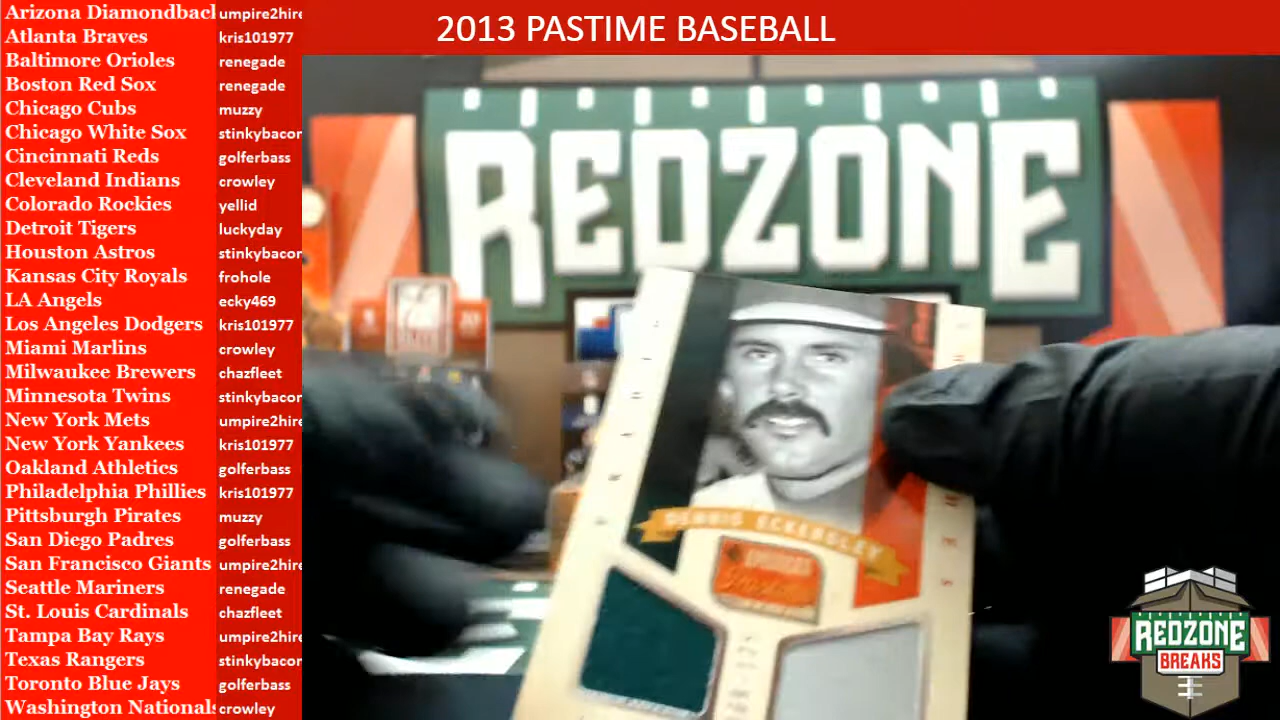 2013 PASTIME BASEBALL
Arizona Diamondbacl umpire2hire
Atlanta Braves kris101977
Baltimore Orioles renegade
Boston Red Sox renegade
Chicago Cubs muzzy
Chicago White Sox stinkybacor
Cincinnati Reds golferbass
Cleveland Indians crowley
Colorado Rockies yellid
Detroit Tigers luckyday
Houston Astros stinkybacor
Kansas City Royals frohole
LA Angels ecky469
Los Angeles Dodgers kris101977
Miami Marlins crowley
Milwaukee Brewers chazfleet
Minnesota Twins stinkybacor
New York Mets umpire2hire
New York Yankees kris101977
Oakland Athletics golferbass
Philadelphia Phillies kris101977
Pittsburgh Pirates muzzy
San Diego Padres golferbass
San Francisco Giants umpire2hire
Seattle Mariners renegade
St. Louis Cardinals chazfleet
Tampa Bay Rays umpire2hire
Texas Rangers stinkybacor
Toronto Blue Jays golferbass
Washington Nationals crowley
REDZONE
DENNIS ECKERSLEY
REDZONE
BREAKS